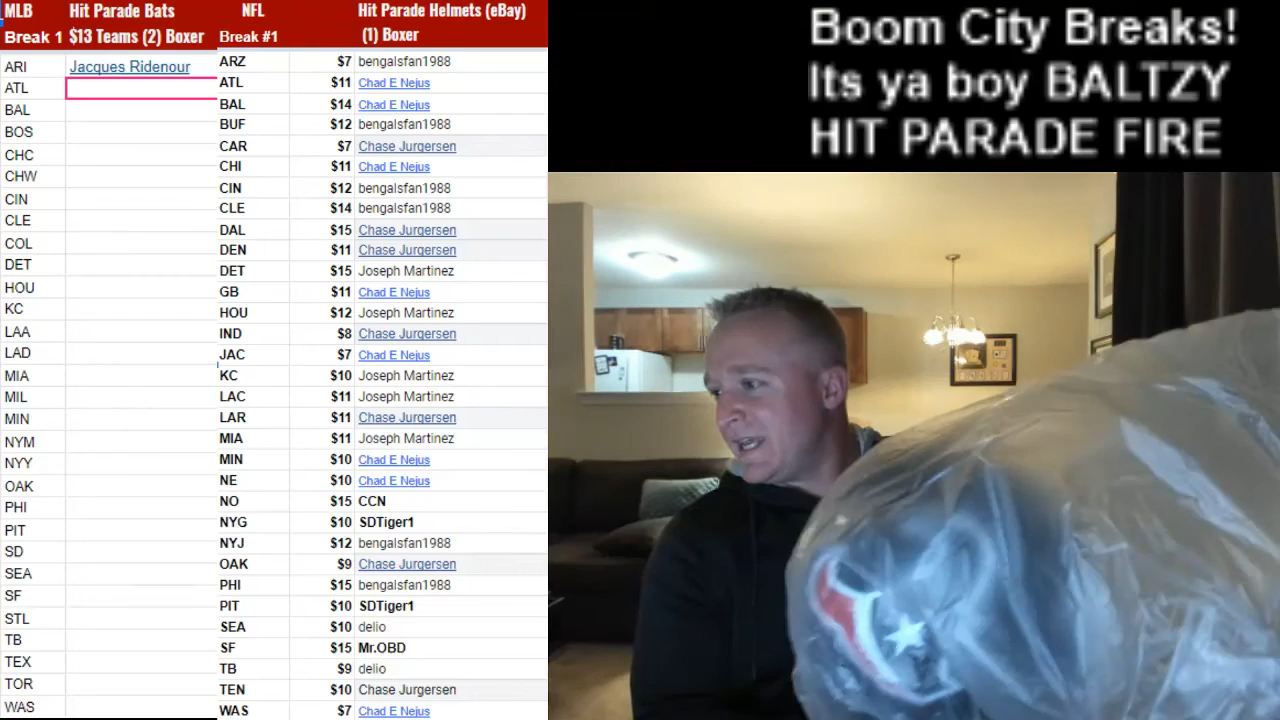 MLB Hit Parade Bats
Break 1 $13 Teams (2) Boxer
ARI Jacques Ridenour
ATL
BAL
BOS
CHC
CHW
CIN
CLE
COL
DET
HOU
KC
LAA
LAD
MIA
MIL
MIN
NYM
NYY
OAK
PHI
PIT
SD
SEA
SF
STL
TB
TEX
TOR
WAS
NFL Hit Parade Helmets (eBay)
Break #1 (1) Boxer
ARZ $7 bengalsfan1988
ATL $11 Chad E Nejus
BAL $14 Chad E Nejus
BUF $12 bengalsfan1988
CAR $7 Chase Jurgersen
CHI $11 Chad E Nejus
CIN $12 bengalsfan1988
CLE $14 bengalsfan1988
DAL $15 Chase Jurgersen
DEN $11 Chase Jurgersen
DET $15 Joseph Martinez
GB $11 Chad E Nejus
HOU $12 Joseph Martinez
IND $8 Chase Jurgersen
JAC $7 Chad E Nejus
KC $10 Joseph Martinez
LAC $11 Joseph Martinez
LAR $11 Chase Jurgersen
MIA $11 Joseph Martinez
MIN $10 Chad E Nejus
NE $10 Chad E Nejus
NO $15 CCN
NYG $10 SDTiger1
NYJ $12 bengalsfan1988
OAK $9 Chase Jurgersen
PHI $15 bengalsfan1988
PIT $10 SDTiger1
SEA $10 delio
SF $15 Mr.OBD
TB $9 delio
TEN $10 Chase Jurgersen
WAS $7 Chad E Nejus
Boom City Breaks!
Its ya boy BALTZY
HIT PARADE FIRE